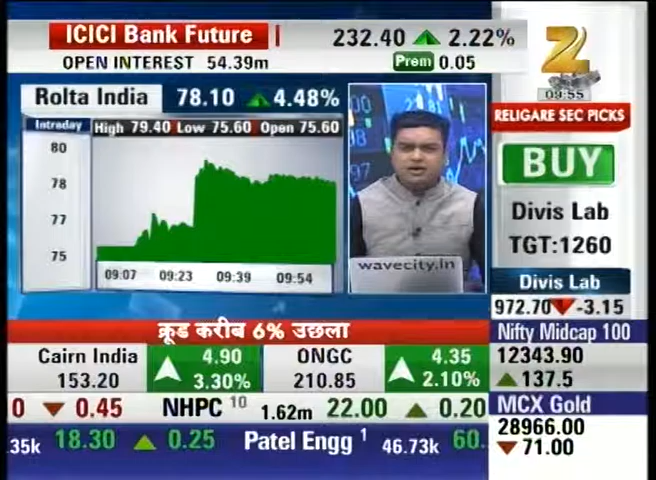 ICICI Bank Future
232.40 2.22%
OPEN INTEREST 54.39m
Prem 0.05
09:55
Rolta India 78.10 4.48%
Intraday High 79.40 Low 75.60 Open 75.60
80
78
77
75
09:07 09:23 09:39 09:54
wavecity.in
RELIGARE SEC PICKS
BUY
Divis Lab
TGT:1260
Divis Lab
972.70 -3.15
क्रूड करीब 6% उछला
Cairn India 4.90
153.20 3.30%
ONGC 4.35
210.85 2.10%
Nifty Midcap 100
12343.90
137.5
MCX Gold
28966.00
71.00
0 0.45 NHPC 10 1.62m 22.00 0.20
.35k 18.30 0.25 Patel Engg 1 46.73k 60.